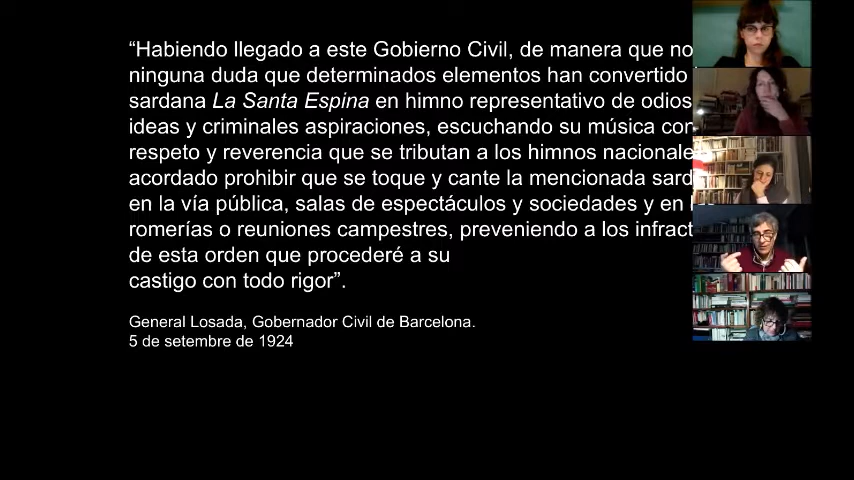 “Habiendo llegado a este Gobierno Civil, de manera que no
ninguna duda que determinados elementos han convertido
sardana La Santa Espina en himno representativo de odios
ideas y criminales aspiraciones, escuchando su música con
respeto y reverencia que se tributan a los himnos nacionale
acordado prohibir que se toque y cante la mencionada sard
en la vía pública, salas de espectáculos y sociedades y en
romerías o reuniones campestres, preveniendo a los infract
de esta orden que procederé a su
castigo con todo rigor”.
General Losada, Gobernador Civil de Barcelona.
5 de setembre de 1924